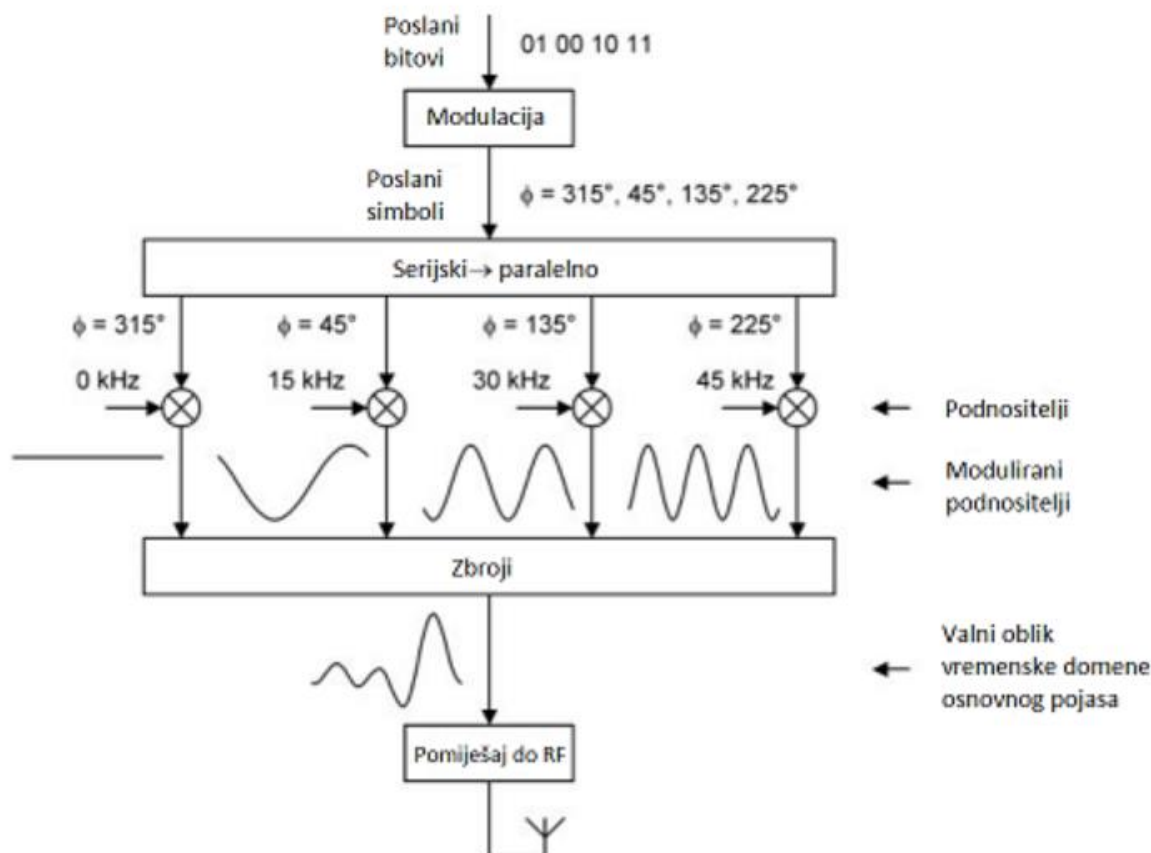 Poslani
bitovi
01 00 10 11
Modulacija
Poslani
simboli
ϕ = 315°, 45°, 135°, 225°
Serijski→ paralelno
ϕ = 315°
ϕ = 45°
ϕ = 135°
ϕ = 225°
0 kHz
15 kHz
30 kHz
45 kHz
Podnositelji
Modulirani
podnositelji
Zbroji
Valni oblik
vremenske domene
osnovnog pojasa
Pomiješaj do RF